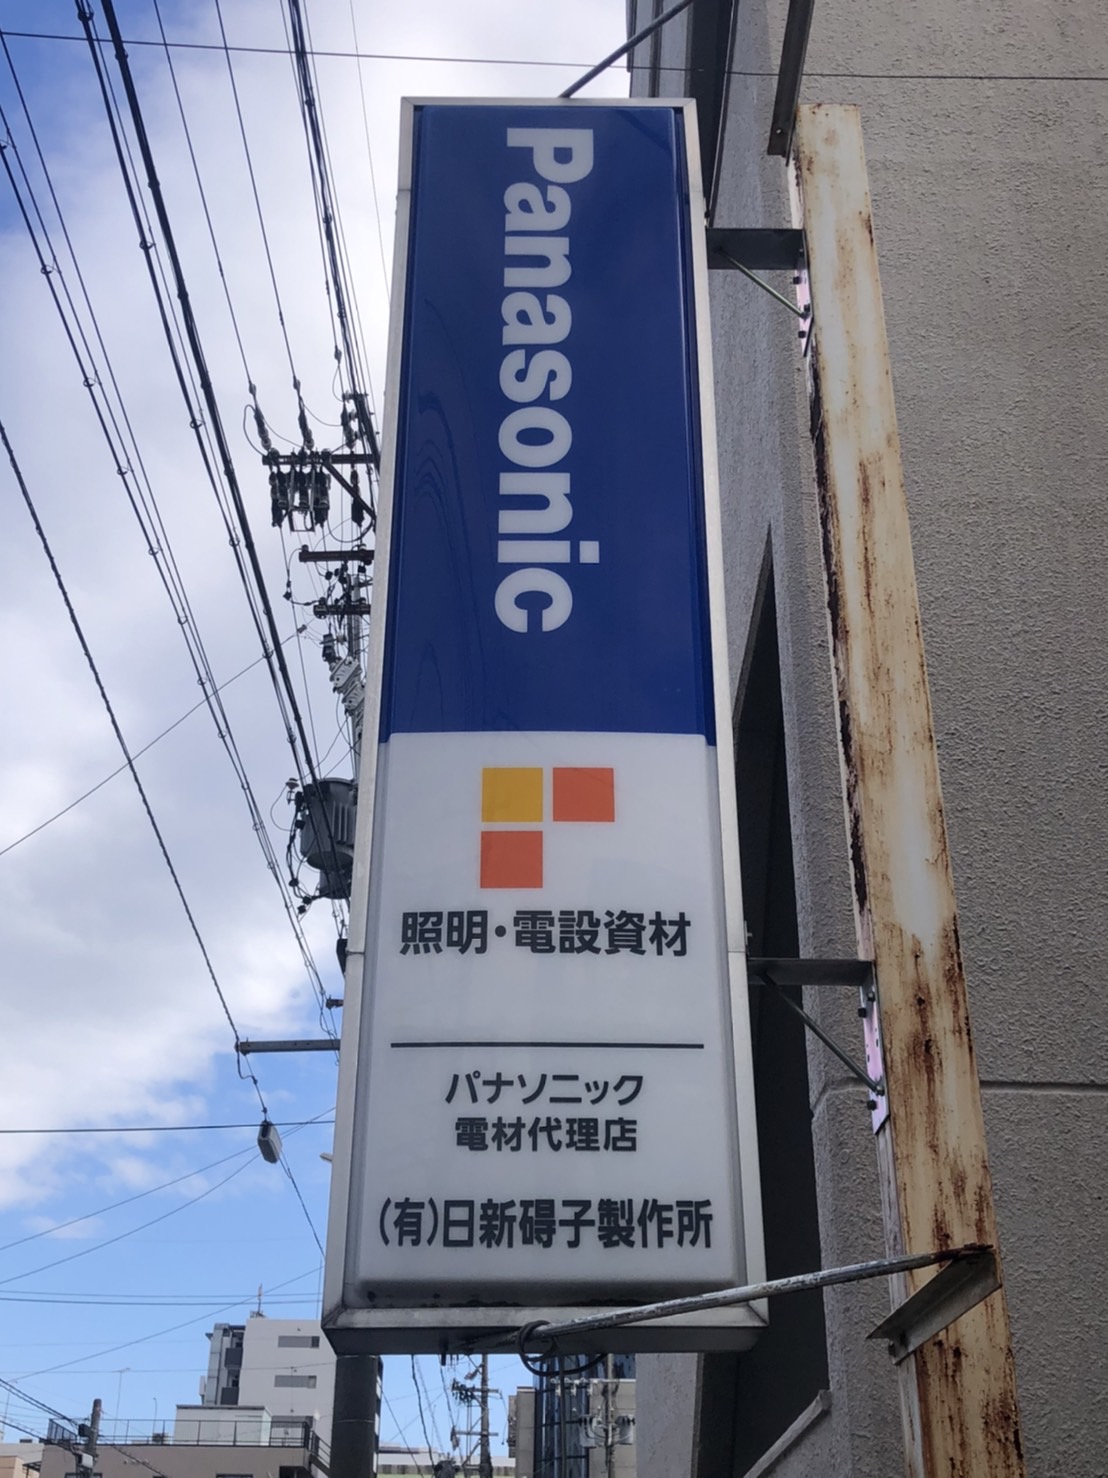 Panasonic
照明・電設資材
パナソニック
電材代理店
(有)日新碍子製作所